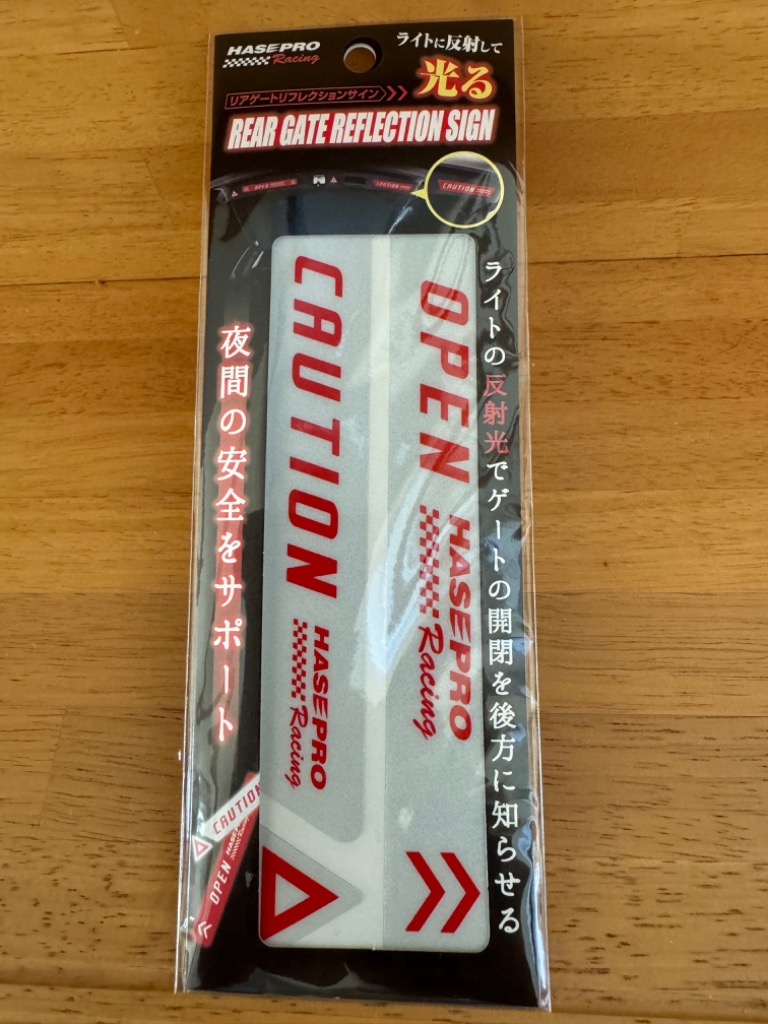 HASEPRO
Racing
ライトに反射して
光る
リアゲートリフレクションサイン
REAR GATE REFLECTION SIGN
OPEN
CAUTION
CAUTION
ライトの反射光でゲートの開閉を後方に知らせる
OPEN
HASEPRO
Racing
CAUTION
HASEPRO
Racing
夜間の安全をサポート
CAUTION
OPEN
HASEPRO